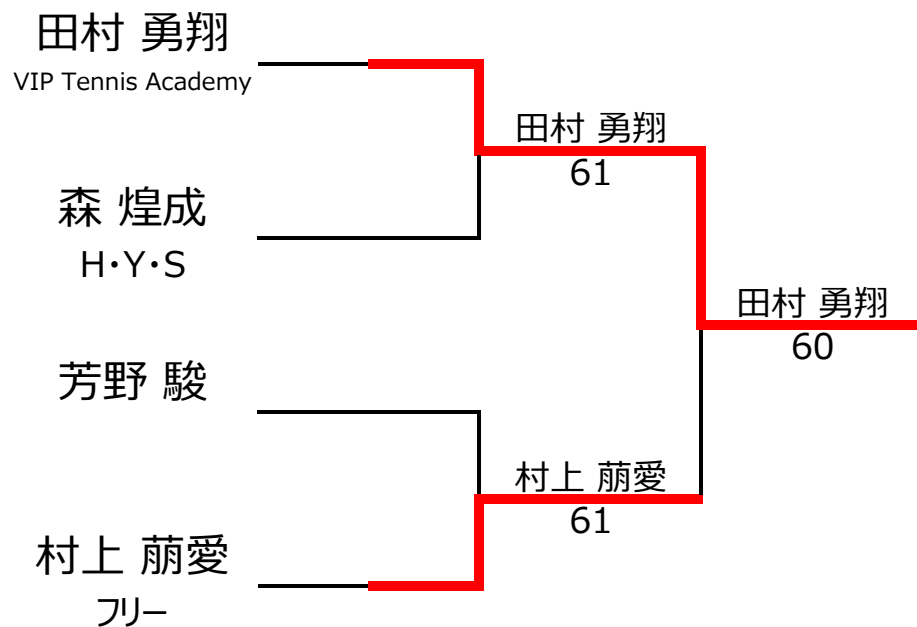 田村 勇翔
VIP Tennis Academy
田村 勇翔
61
森 煌成
H・Y・S
田村 勇翔
60
芳野 駿
村上 萠愛
61
村上 萠愛
フリー